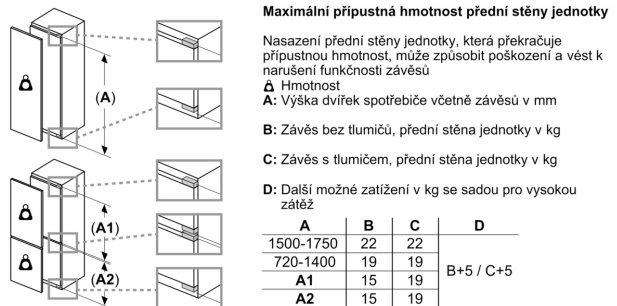 Maximální přípustná hmotnost přední stěny jednotky
Nasazení přední stěny jednotky, která překračuje
přípustnou hmotnost, může způsobit poškození a vést k
narušení funkčnosti závěsů
Hmotnost
A: Výška dvířek spotřebiče včetně závěsů v mm
B: Závěs bez tlumičů, přední stěna jednotky v kg
C: Závěs s tlumičem, přední stěna jednotky v kg
D: Další možné zatížení v kg se sadou pro vysokou
zátěž
A B C D
1500-1750 22 22
720-1400 19 19
B+5 / C+5
A1 15 19
A2 15 19
(A)
(A1)
(A2)